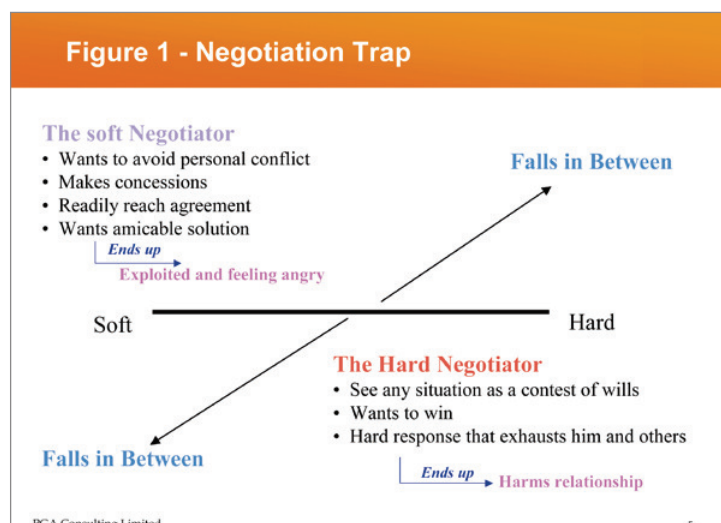 Figure 1 - Negotiation Trap
The soft Negotiator
• Wants to avoid personal conflict
• Makes concessions
• Readily reach agreement
• Wants amicable solution
Ends up
Exploited and feeling angry
Falls in Between
Soft
Hard
The Hard Negotiator
• See any situation as a contest of wills
• Wants to win
• Hard response that exhausts him and others
Ends up
Harms relationship
Falls in Between
Consulting Limited